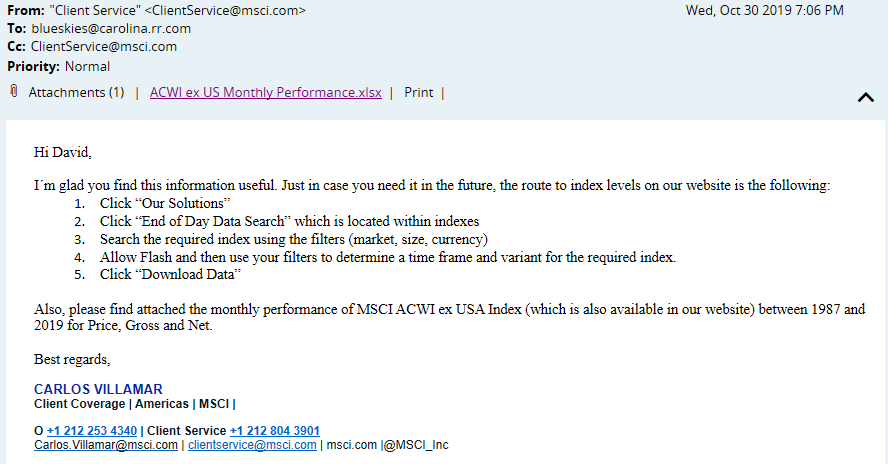 From: "Client Service" <ClientService@msci.com> Wed, Oct 30 2019 7:06 PM
To: blueskies@carolina.rr.com
Cc: ClientService@msci.com
Priority: Normal
Attachments (1) | ACWI ex US Monthly Performance.xlsx | Print |
Hi David,
I´m glad you find this information useful. Just in case you need it in the future, the route to index levels on our website is the following:
1. Click “Our Solutions”
2. Click “End of Day Data Search” which is located within indexes
3. Search the required index using the filters (market, size, currency)
4. Allow Flash and then use your filters to determine a time frame and variant for the required index.
5. Click “Download Data”
Also, please find attached the monthly performance of MSCI ACWI ex USA Index (which is also available in our website) between 1987 and
2019 for Price, Gross and Net.
Best regards,
CARLOS VILLAMAR
Client Coverage | Americas | MSCI |
O +1 212 253 4340 | Client Service +1 212 804 3901
Carlos.Villamar@msci.com | clientservice@msci.com | msci.com |@MSCI_Inc